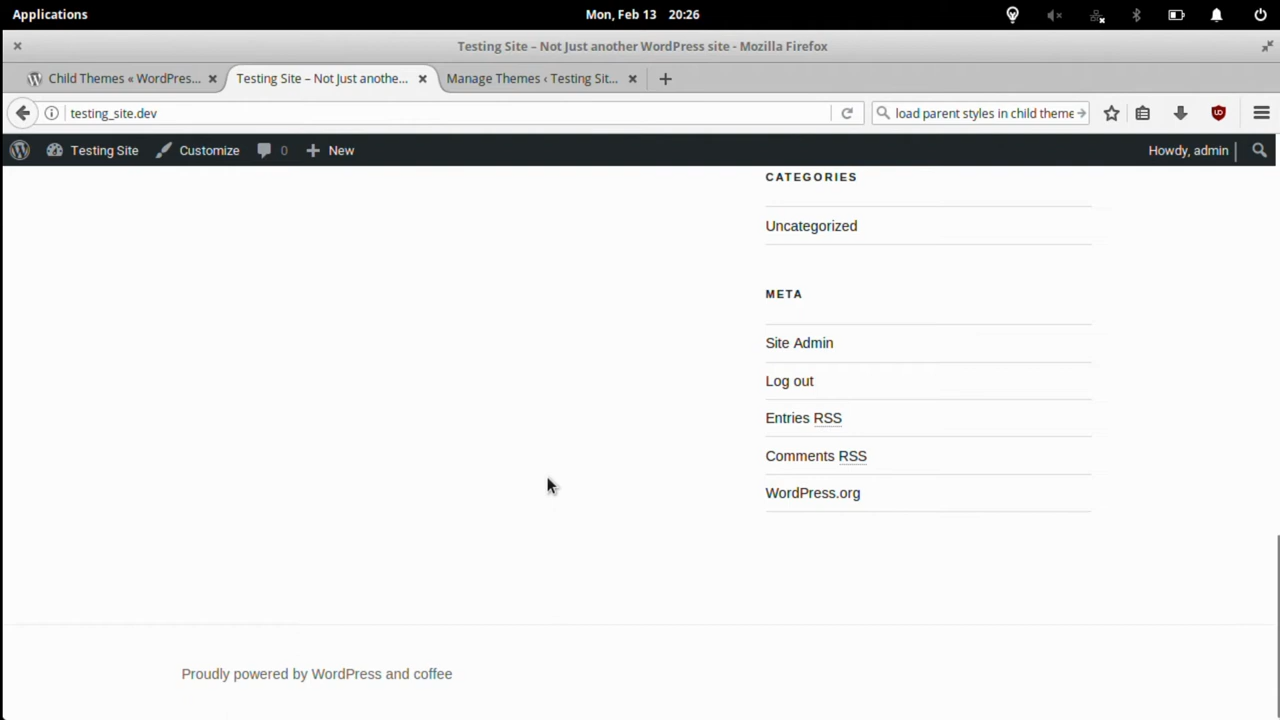 Applications
Mon, Feb 13 20:26
Testing Site – Not Just another WordPress site - Mozilla Firefox
Child Themes « WordPres...
Testing Site – Not Just anothe...
Manage Themes ‹ Testing Sit...
testing_site.dev
load parent styles in child theme
Testing Site
Customize
0
New
Howdy, admin
CATEGORIES
Uncategorized
META
Site Admin
Log out
Entries RSS
Comments RSS
WordPress.org
Proudly powered by WordPress and coffee